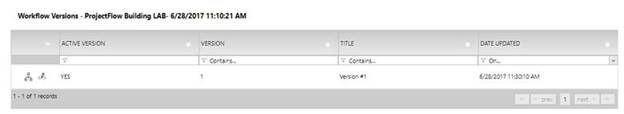 Workflow Versions - ProjectFlow Building LAB- 6/28/2017 11:10:21 AM
ACTIVE VERSION VERSION TITLE DATE UPDATED
Contains... Contains... On...
YES 1 Version #1 6/28/2017 11:30:10 AM
1 - 1 of 1 records prev 1 next